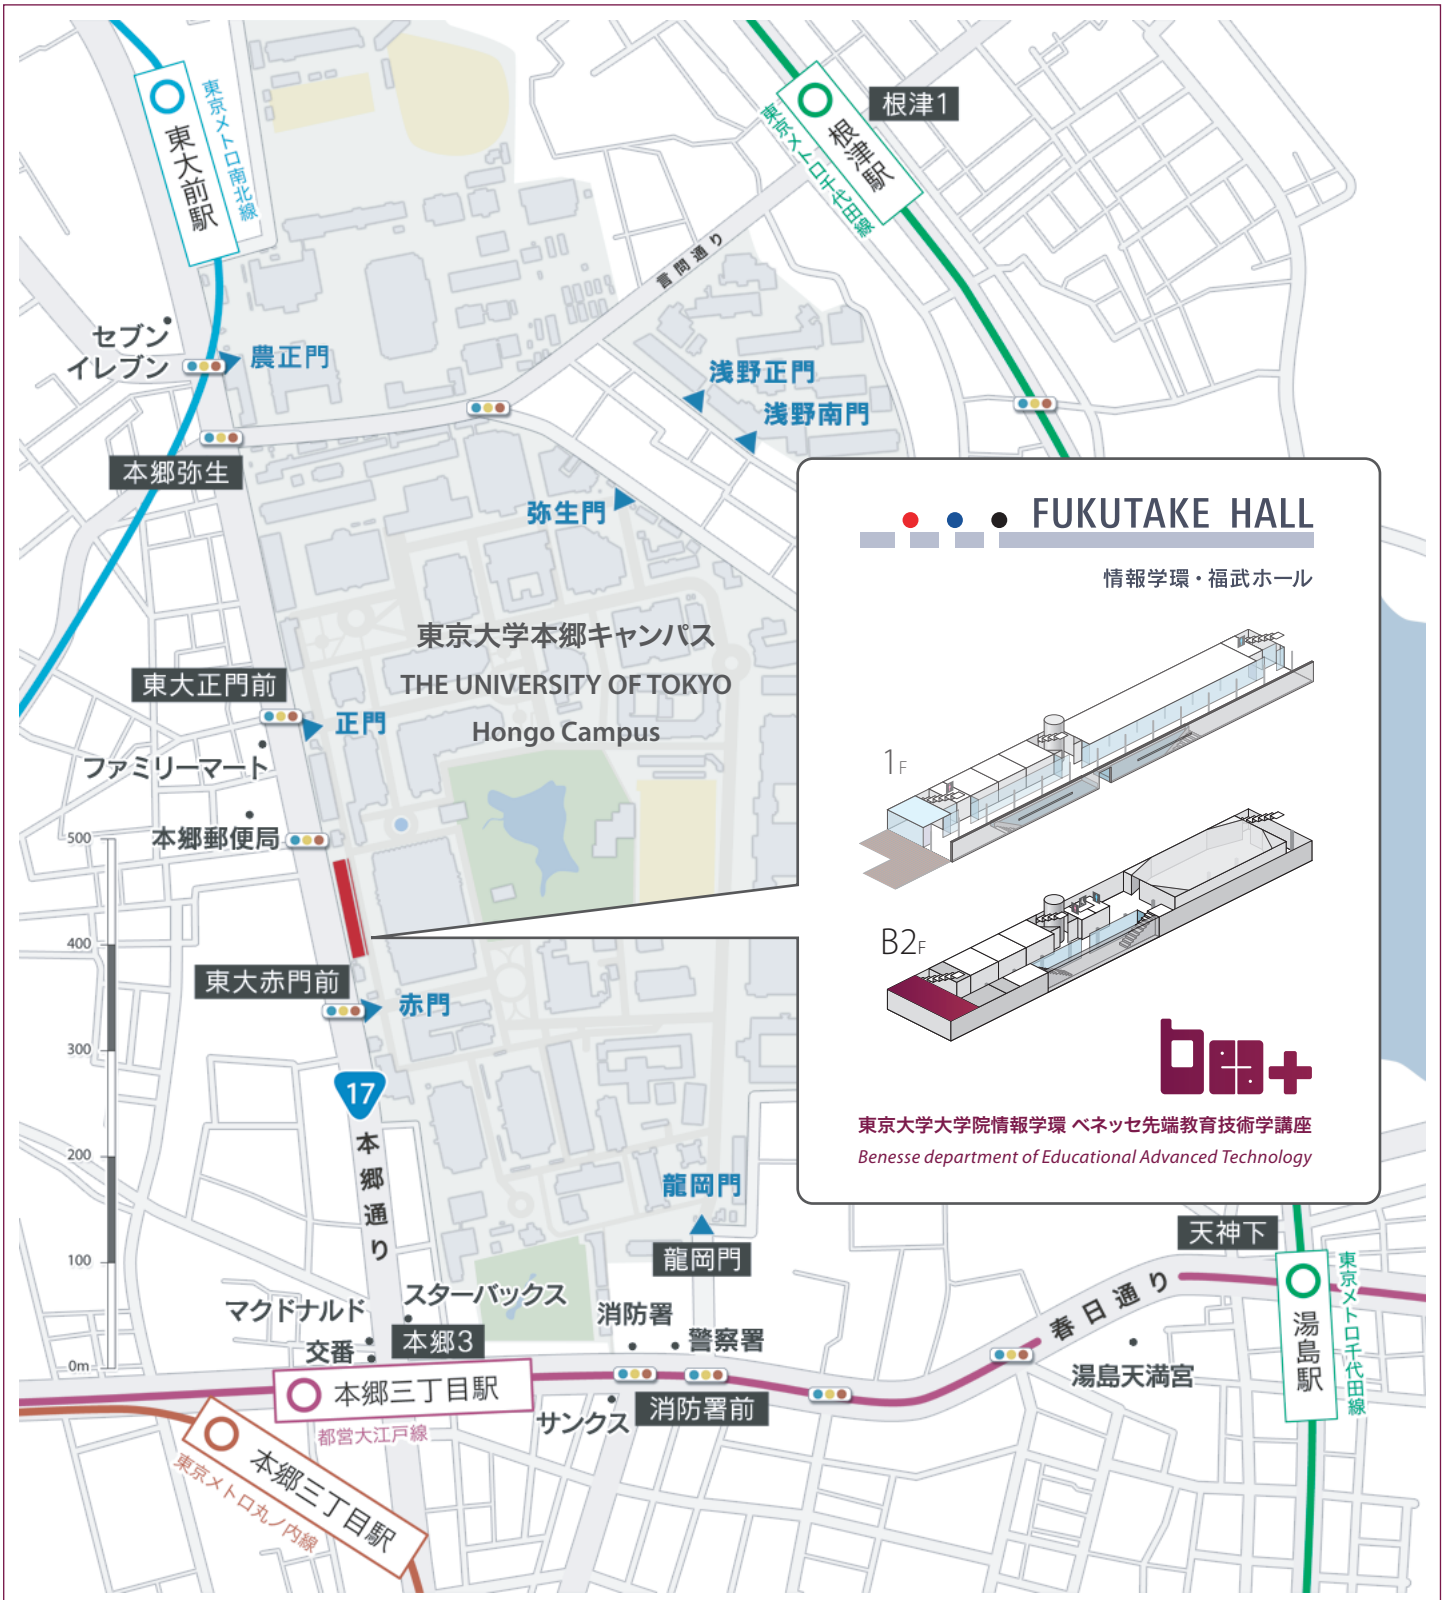 東大前駅
東京メトロ南北線
根津1
根津駅
東京メトロ千代田線
言問通り
セブン
イレブン
農正門
浅野正門
浅野南門
本郷弥生
弥生門
FUKUTAKE HALL
情報学環・福武ホール
東京大学本郷キャンパス
THE UNIVERSITY OF TOKYO
Hongo Campus
東大正門前
正門
ファミリーマート
本郷郵便局
500
400
300
200
100
0m
1F
B2F
東大赤門前
赤門
17
本郷通り
bea+
東京大学大学院情報学環 ベネッセ先端教育技術学講座
Benesse department of Educational Advanced Technology
龍岡門
龍岡門
天神下
東京メトロ千代田線
湯島駅
春日通り
湯島天満宮
マクドナルド
スターバックス
交番
本郷3
消防署
警察署
本郷三丁目駅
都営大江戸線
サンクス
消防署前
本郷三丁目駅
東京メトロ丸ノ内線